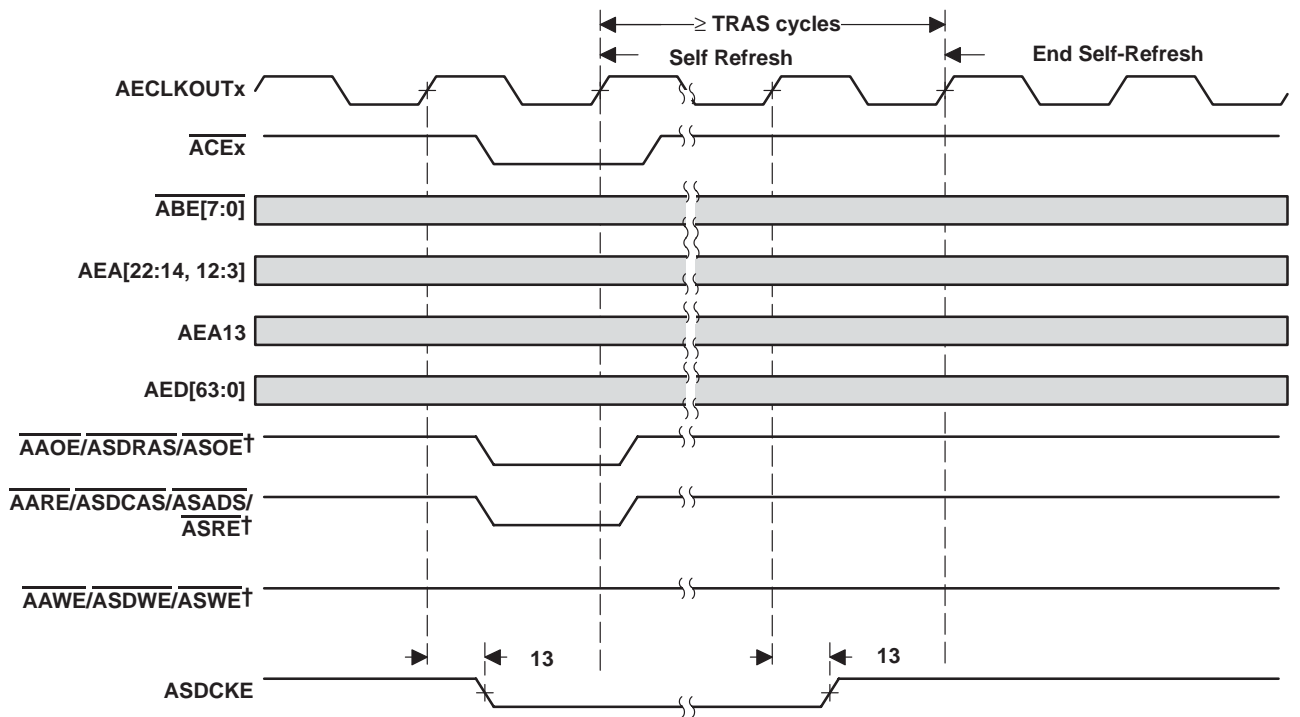 ≥ TRAS cycles
Self Refresh
End Self-Refresh
AECLKOUTx
ACEx
ABE[7:0]
AEA[22:14, 12:3]
AEA13
AED[63:0]
AAOE/ASDRAS/ASOE†
AARE/ASDCAS/ASADS/
ASRE†
AAWE/ASDWE/ASWE†
13
13
ASDCKE